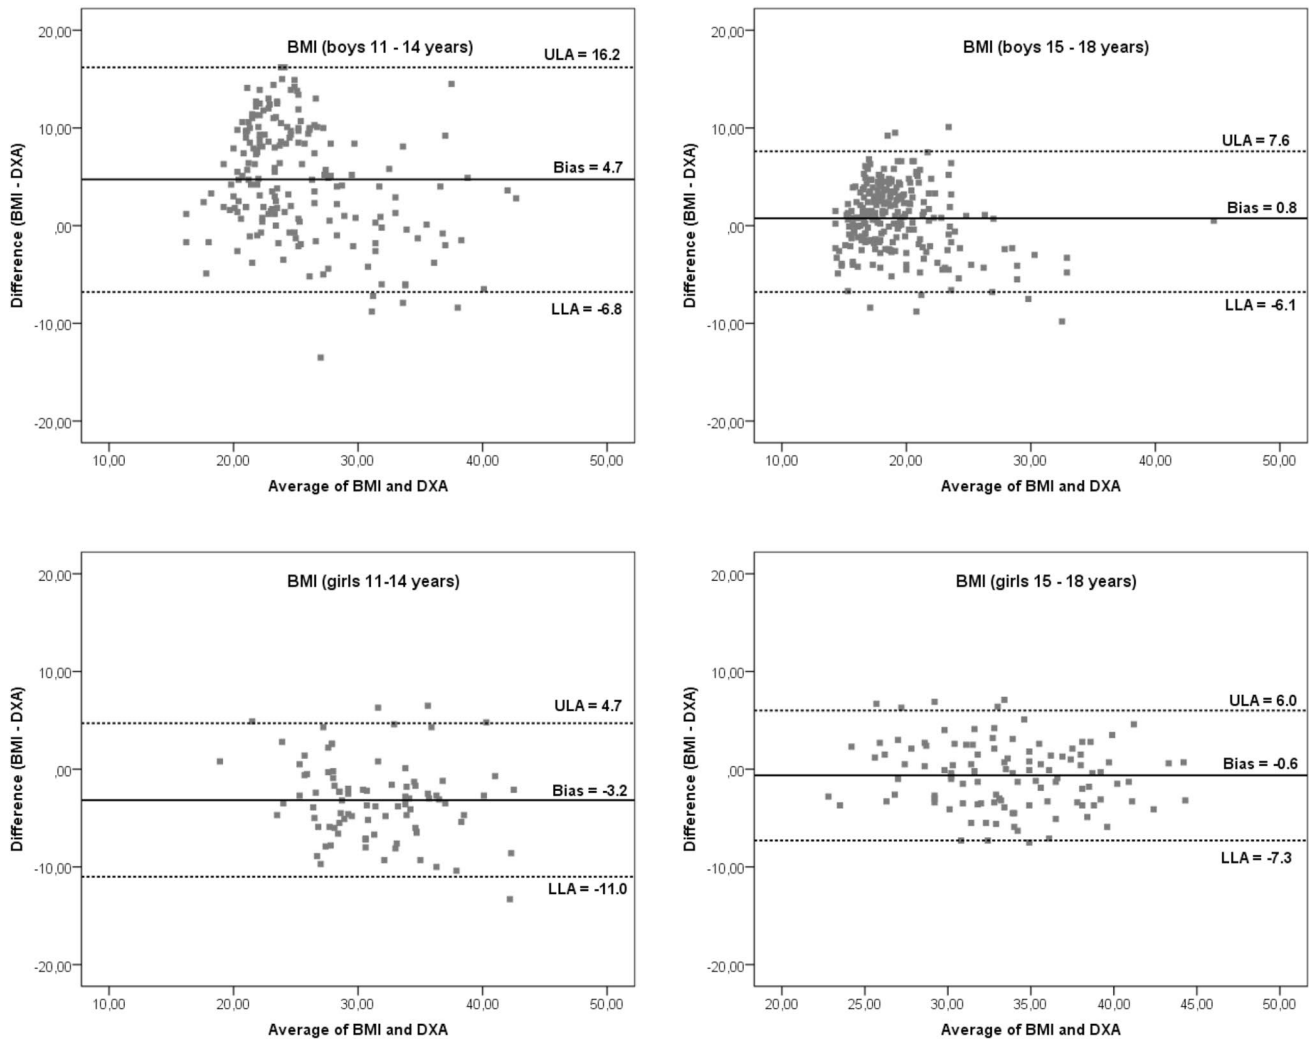 BMI (boys 11 - 14 years)
20,00
10,00
,00
-10,00
-20,00
Difference (BMI - DXA)
ULA = 16.2
Bias = 4.7
LLA = -6.8
10,00 20,00 30,00 40,00 50,00
Average of BMI and DXA
BMI (boys 15 - 18 years)
20,00
10,00
,00
-10,00
-20,00
Difference (BMI - DXA)
ULA = 7.6
Bias = 0.8
LLA = -6.1
10,00 20,00 30,00 40,00 50,00
Average of BMI and DXA
BMI (girls 11-14 years)
20,00
10,00
,00
-10,00
-20,00
Difference (BMI - DXA)
ULA = 4.7
Bias = -3.2
LLA = -11.0
10,00 20,00 30,00 40,00 50,00
Average of BMI and DXA
BMI (girls 15 - 18 years)
20,00
10,00
,00
-10,00
-20,00
Difference (BMI - DXA)
ULA = 6.0
Bias = -0.6
LLA = -7.3
20,00 25,00 30,00 35,00 40,00 45,00 50,00
Average of BMI and DXA